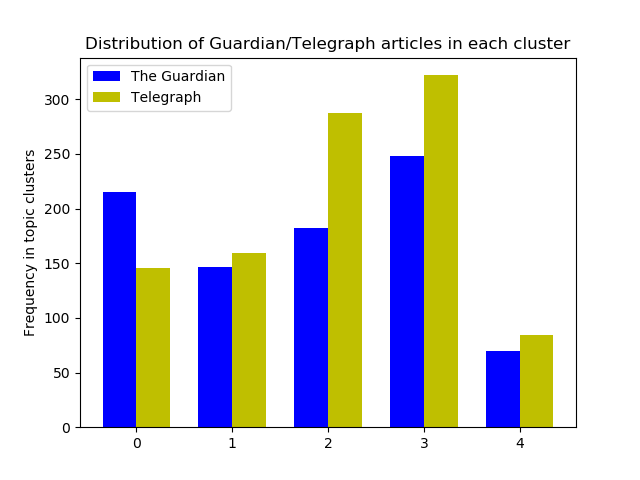 Distribution of Guardian/Telegraph articles in each cluster
The Guardian
Telegraph
Frequency in topic clusters
300
250
200
150
100
50
0
0 1 2 3 4